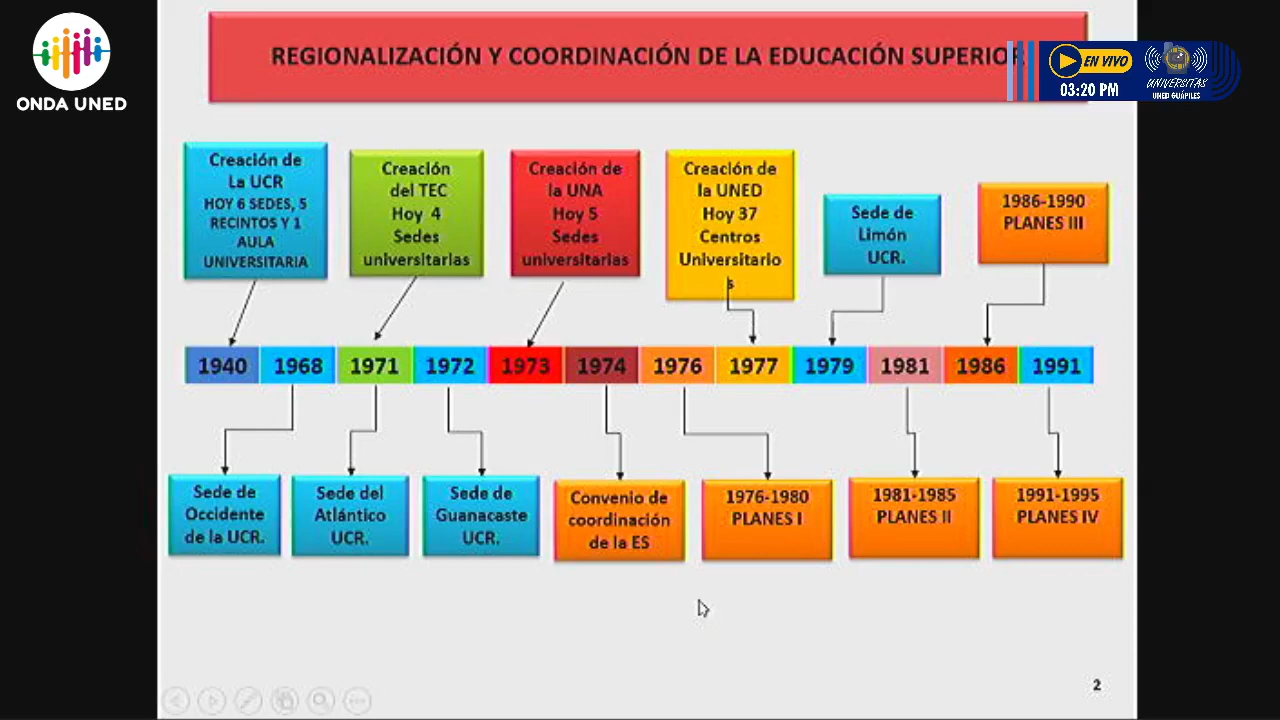 ONDA UNED
REGIONALIZACIÓN Y COORDINACIÓN DE LA EDUCACIÓN SUPERIOR
EN VIVO
03:20 PM
UNIVERSITAS
UNED GUÁPILES
Creación de
La UCR
HOY 6 SEDES, 5
RECINTOS Y 1
AULA
UNIVERSITARIA
Creación
del TEC
Hoy 4
Sedes
universitarias
Creación de
la UNA
Hoy 5
Sedes
universitarias
Creación de
la UNED
Hoy 37
Centros
Universitario
s
Sede de
Limón
UCR.
1986-1990
PLANES III
1940 1968 1971 1972 1973 1974 1976 1977 1979 1981 1986 1991
Sede de
Occidente
de la UCR.
Sede del
Atlántico
UCR.
Sede de
Guanacaste
UCR.
Convenio de
coordinación
de la ES
1976-1980
PLANES I
1981-1985
PLANES II
1991-1995
PLANES IV
2